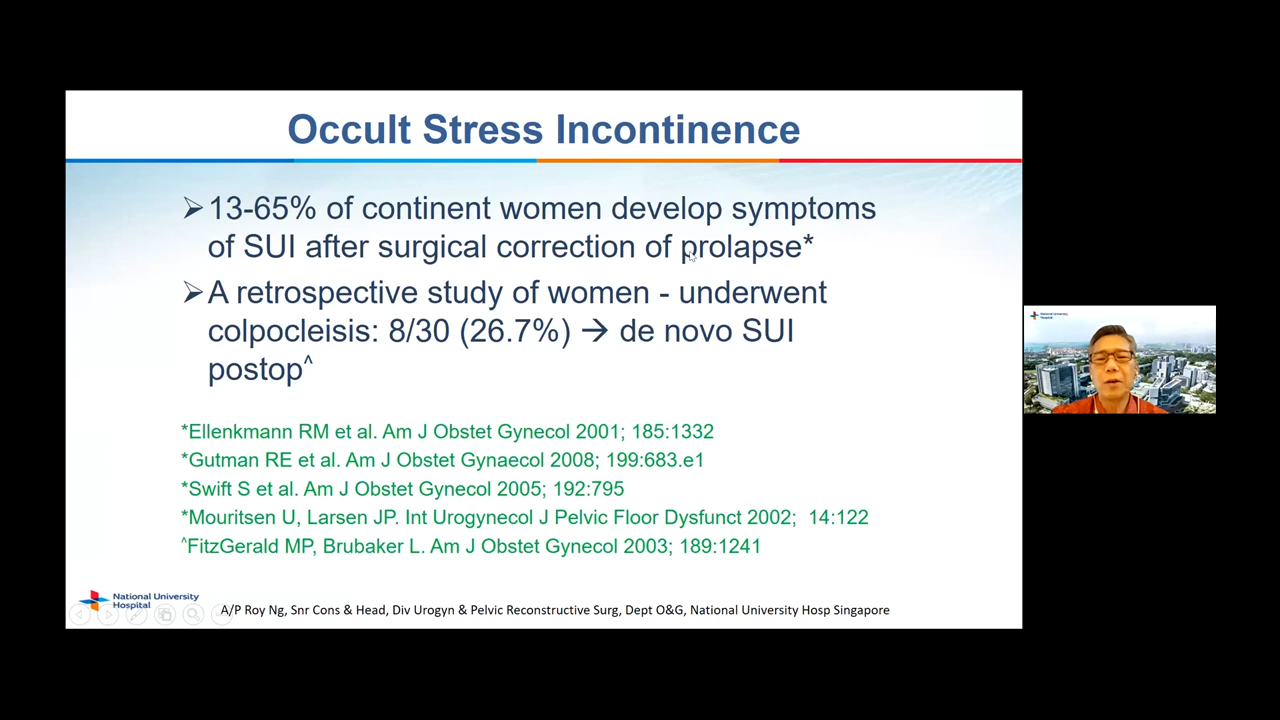 Occult Stress Incontinence
➢13-65% of continent women develop symptoms
of SUI after surgical correction of prolapse*
➢A retrospective study of women - underwent
colpocleisis: 8/30 (26.7%) → de novo SUI
postop^
*Ellenkmann RM et al. Am J Obstet Gynecol 2001; 185:1332
*Gutman RE et al. Am J Obstet Gynaecol 2008; 199:683.e1
*Swift S et al. Am J Obstet Gynecol 2005; 192:795
*Mouritsen U, Larsen JP. Int Urogynecol J Pelvic Floor Dysfunct 2002; 14:122
^FitzGerald MP, Brubaker L. Am J Obstet Gynecol 2003; 189:1241
National University
Hospital
A/P Roy Ng, Snr Cons & Head, Div Urogyn & Pelvic Reconstructive Surg, Dept O&G, National University Hosp Singapore
National University
Hospital